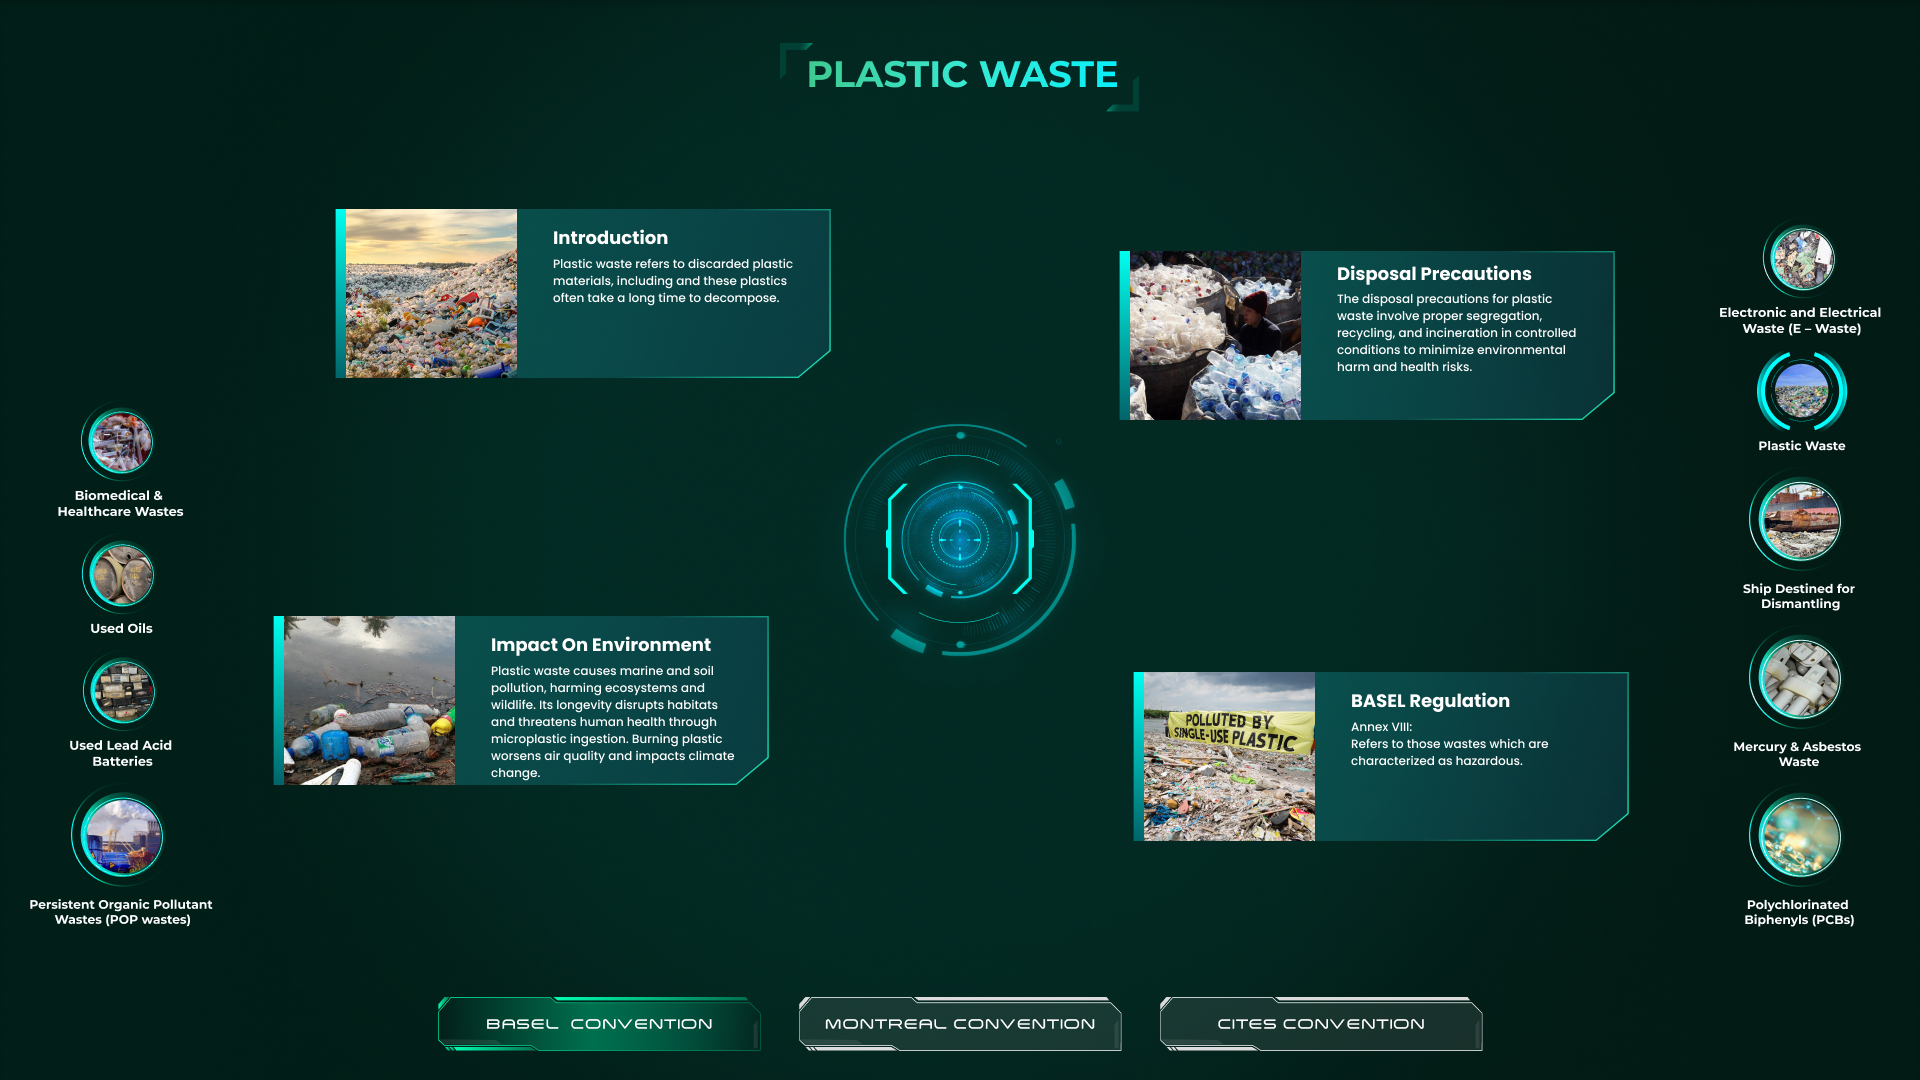 PLASTIC WASTE
Introduction
Plastic waste refers to discarded plastic
materials, including and these plastics
often take a long time to decompose.
Disposal Precautions
The disposal precautions for plastic
waste involve proper segregation,
recycling, and incineration in controlled
conditions to minimize environmental
harm and health risks.
Impact On Environment
Plastic waste causes marine and soil
pollution, harming ecosystems and
wildlife. Its longevity disrupts habitats
and threatens human health through
microplastic ingestion. Burning plastic
worsens air quality and impacts climate
change.
POLLUTED BY
SINGLE-USE PLASTIC
BASEL Regulation
Annex VIII:
Refers to those wastes which are
characterized as hazardous.
Biomedical &
Healthcare Wastes
Used Oils
Used Lead Acid
Batteries
Persistent Organic Pollutant
Wastes (POP wastes)
Electronic and Electrical
Waste (E – Waste)
Plastic Waste
Ship Destined for
Dismantling
Mercury & Asbestos
Waste
Polychlorinated
Biphenyls (PCBs)
BASEL CONVENTION
MONTREAL CONVENTION
CITES CONVENTION